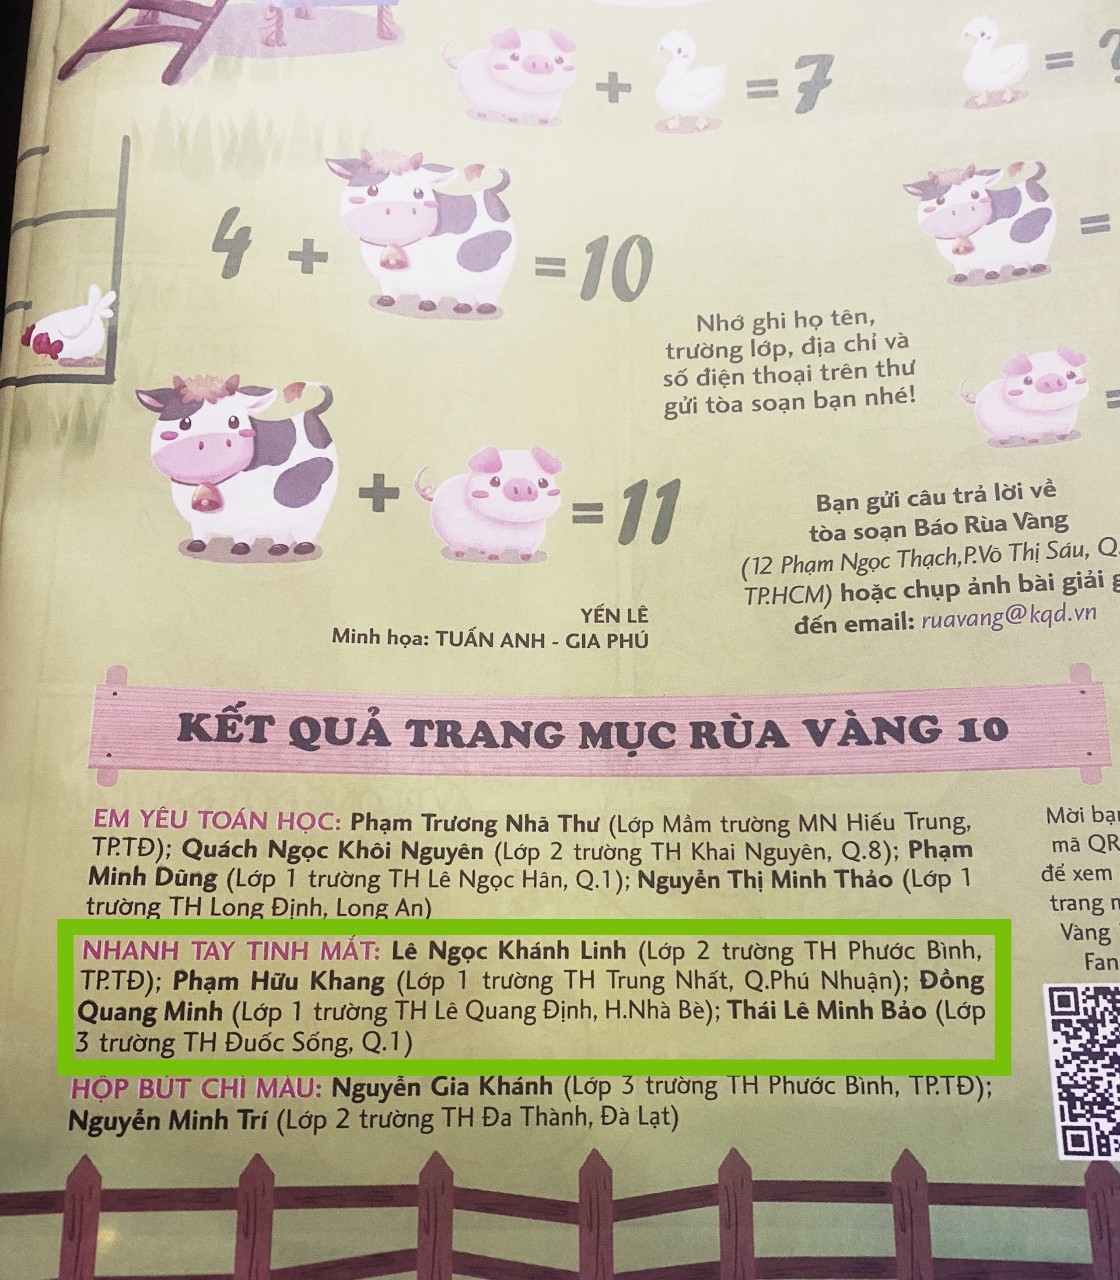 + = 7
= ?
4 + = 10
=
Nhớ ghi họ tên,
trường lớp, địa chỉ và
số điện thoại trên thư
gửi tòa soạn bạn nhé!
+ = 11
=
Bạn gửi câu trả lời về
tòa soạn Báo Rùa Vàng
(12 Phạm Ngọc Thạch,P.Võ Thị Sáu, Q.
TP.HCM) hoặc chụp ảnh bài giải
đến email: ruavang@kqd.vn
YẾN LÊ
Minh họa: TUẤN ANH - GIA PHÚ
KẾT QUẢ TRANG MỤC RÙA VÀNG 10
EM YÊU TOÁN HỌC: Phạm Trương Nhã Thư (Lớp Mầm trường MN Hiếu Trung,
TP.TĐ); Quách Ngọc Khôi Nguyên (Lớp 2 trường TH Khai Nguyên, Q.8); Phạm
Minh Dũng (Lớp 1 trường TH Lê Ngọc Hân, Q.1); Nguyễn Thị Minh Thảo (Lớp 1
trường TH Long Định, Long An)
NHANH TAY TINH MẮT: Lê Ngọc Khánh Linh (Lớp 2 trường TH Phước Bình,
TP.TĐ); Phạm Hữu Khang (Lớp 1 trường TH Trung Nhất, Q.Phú Nhuận); Đồng
Quang Minh (Lớp 1 trường TH Lê Quang Định, H.Nhà Bè); Thái Lê Minh Bảo (Lớp
3 trường TH Đuốc Sống, Q.1)
HỘP BÚT CHÌ MÀU: Nguyễn Gia Khánh (Lớp 3 trường TH Phước Bình, TP.TĐ);
Nguyễn Minh Trí (Lớp 2 trường TH Đa Thành, Đà Lạt)
Mời bạn
mã QR
để xem
trang
Vàng
Fan